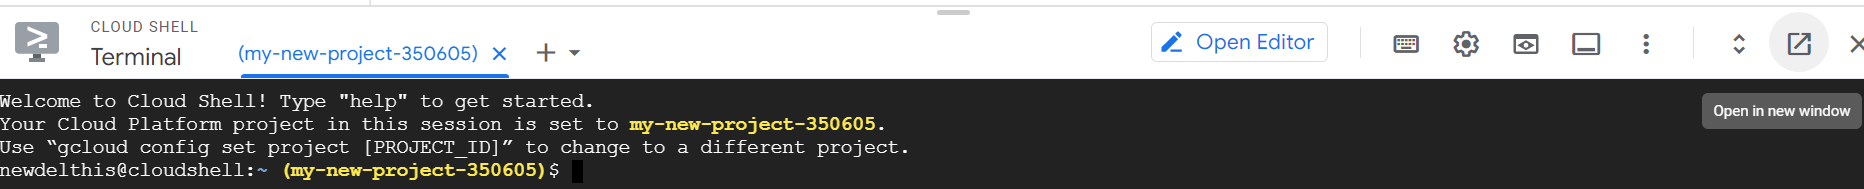 CLOUD SHELL
Terminal
(my-new-project-350605)
Open Editor
Open in new window
Welcome to Cloud Shell! Type "help" to get started.
Your Cloud Platform project in this session is set to my-new-project-350605.
Use “gcloud config set project [PROJECT_ID]” to change to a different project.
newdelthis@cloudshell:~ (my-new-project-350605)$